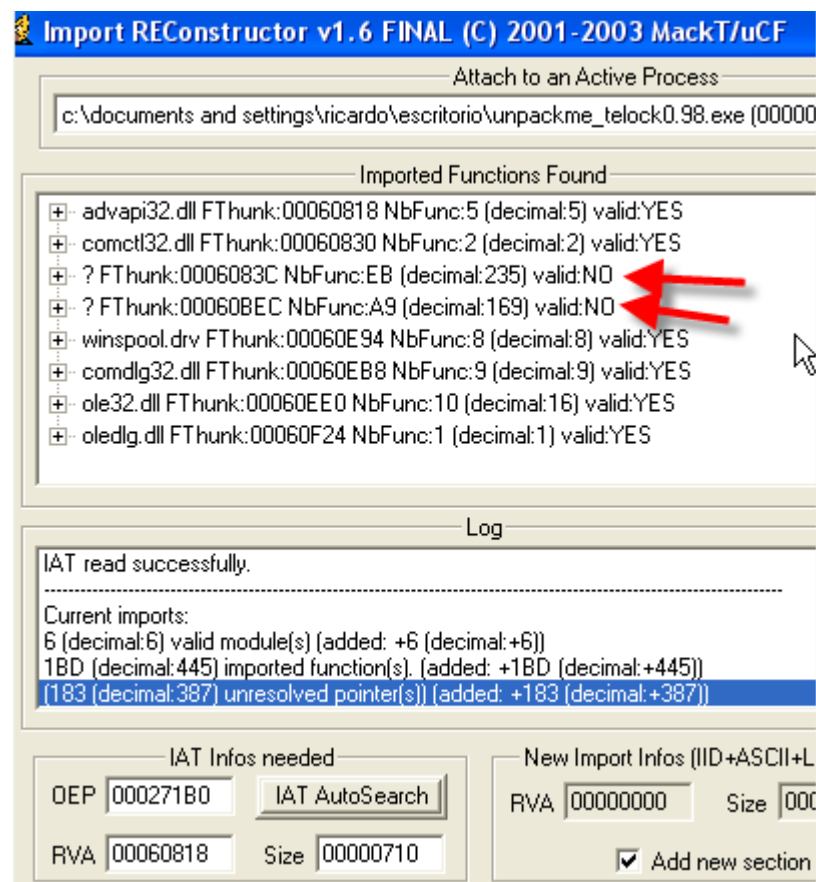 Import REConstructor v1.6 FINAL (C) 2001-2003 MackT/uCF
Attach to an Active Process
c:\documents and settings\ricardo\escritorio\unpackme_telock0.98.exe (00000
Imported Functions Found
advapi32.dll FThunk:00060818 NbFunc:5 (decimal:5) valid:YES
comctl32.dll FThunk:00060830 NbFunc:2 (decimal:2) valid:YES
? FThunk:0006083C NbFunc:EB (decimal:235) valid:NO
? FThunk:00060BEC NbFunc:A9 (decimal:169) valid:NO
winspool.drv FThunk:00060E94 NbFunc:8 (decimal:8) valid:YES
comdlg32.dll FThunk:00060EB8 NbFunc:9 (decimal:9) valid:YES
ole32.dll FThunk:00060EE0 NbFunc:10 (decimal:16) valid:YES
oledlg.dll FThunk:00060F24 NbFunc:1 (decimal:1) valid:YES
Log
IAT read successfully.
---------------------------------------------------------------------------------------------------------------------
Current imports:
6 (decimal:6) valid module(s) (added: +6 (decimal:+6))
1BD (decimal:445) imported function(s). (added: +1BD (decimal:+445))
(183 (decimal:387) unresolved pointer(s)) (added: +183 (decimal:+387))
IAT Infos needed
New Import Infos (IID+ASCII+L
OEP 000271B0 IAT AutoSearch
RVA 00000000 Size 000
RVA 00060818 Size 00000710
Add new section